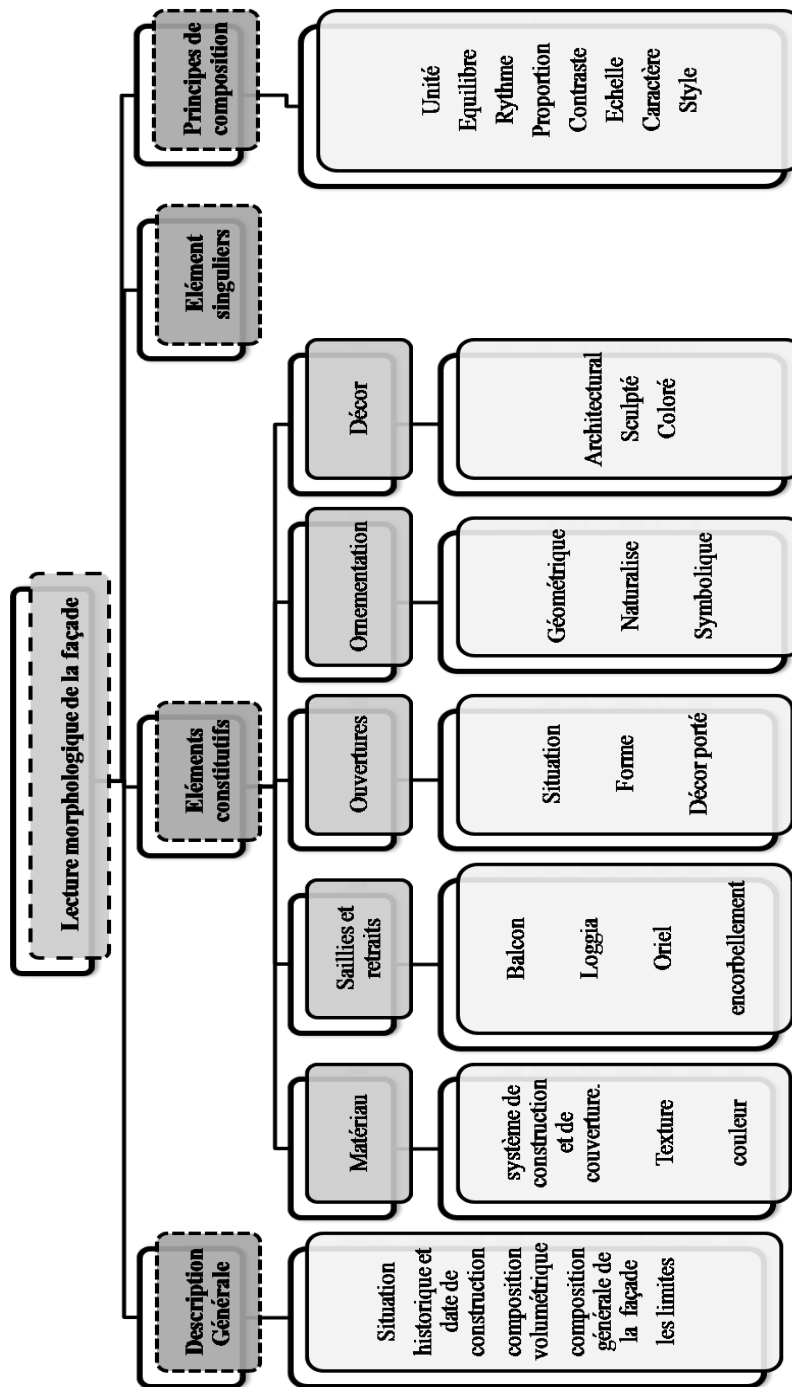 Lecture morphologique de la façade
Description
Générale
Eléments
constitutifs
Elément
singuliers
Principes de
composition
Situation
historique et
date de
construction
composition
volumétrique
composition
générale de
la façade
les limites
Matériau
Saillies et
retraits
Ouvertures
Ornementation
Décor
système de
construction
et de
couverture.
Texture
couleur
Balcon
Loggia
Oriel
encorbellement
Situation
Forme
Décor porté
Géométrique
Naturalise
Symbolique
Architectural
Sculpté
Coloré
Unité
Equilibre
Rythme
Proportion
Contraste
Echelle
Caractère
Style